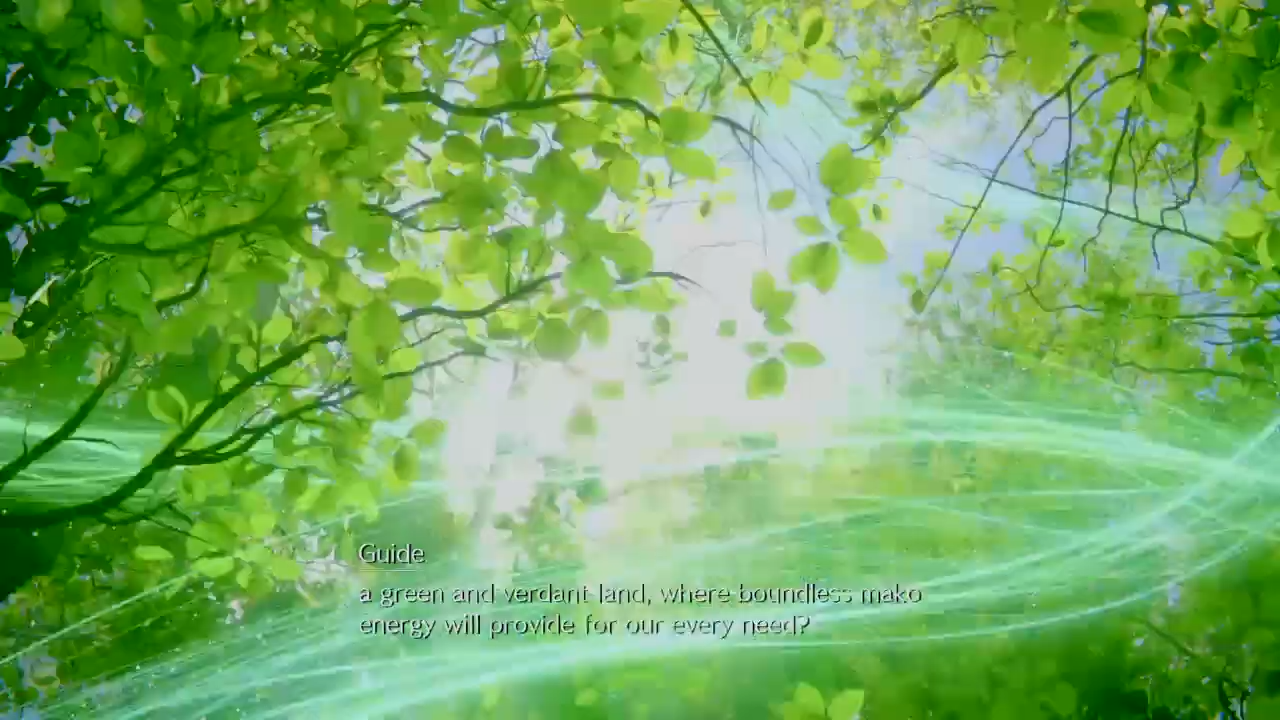 Guide
a green and verdant land, where boundless mako
energy will provide for our every need?